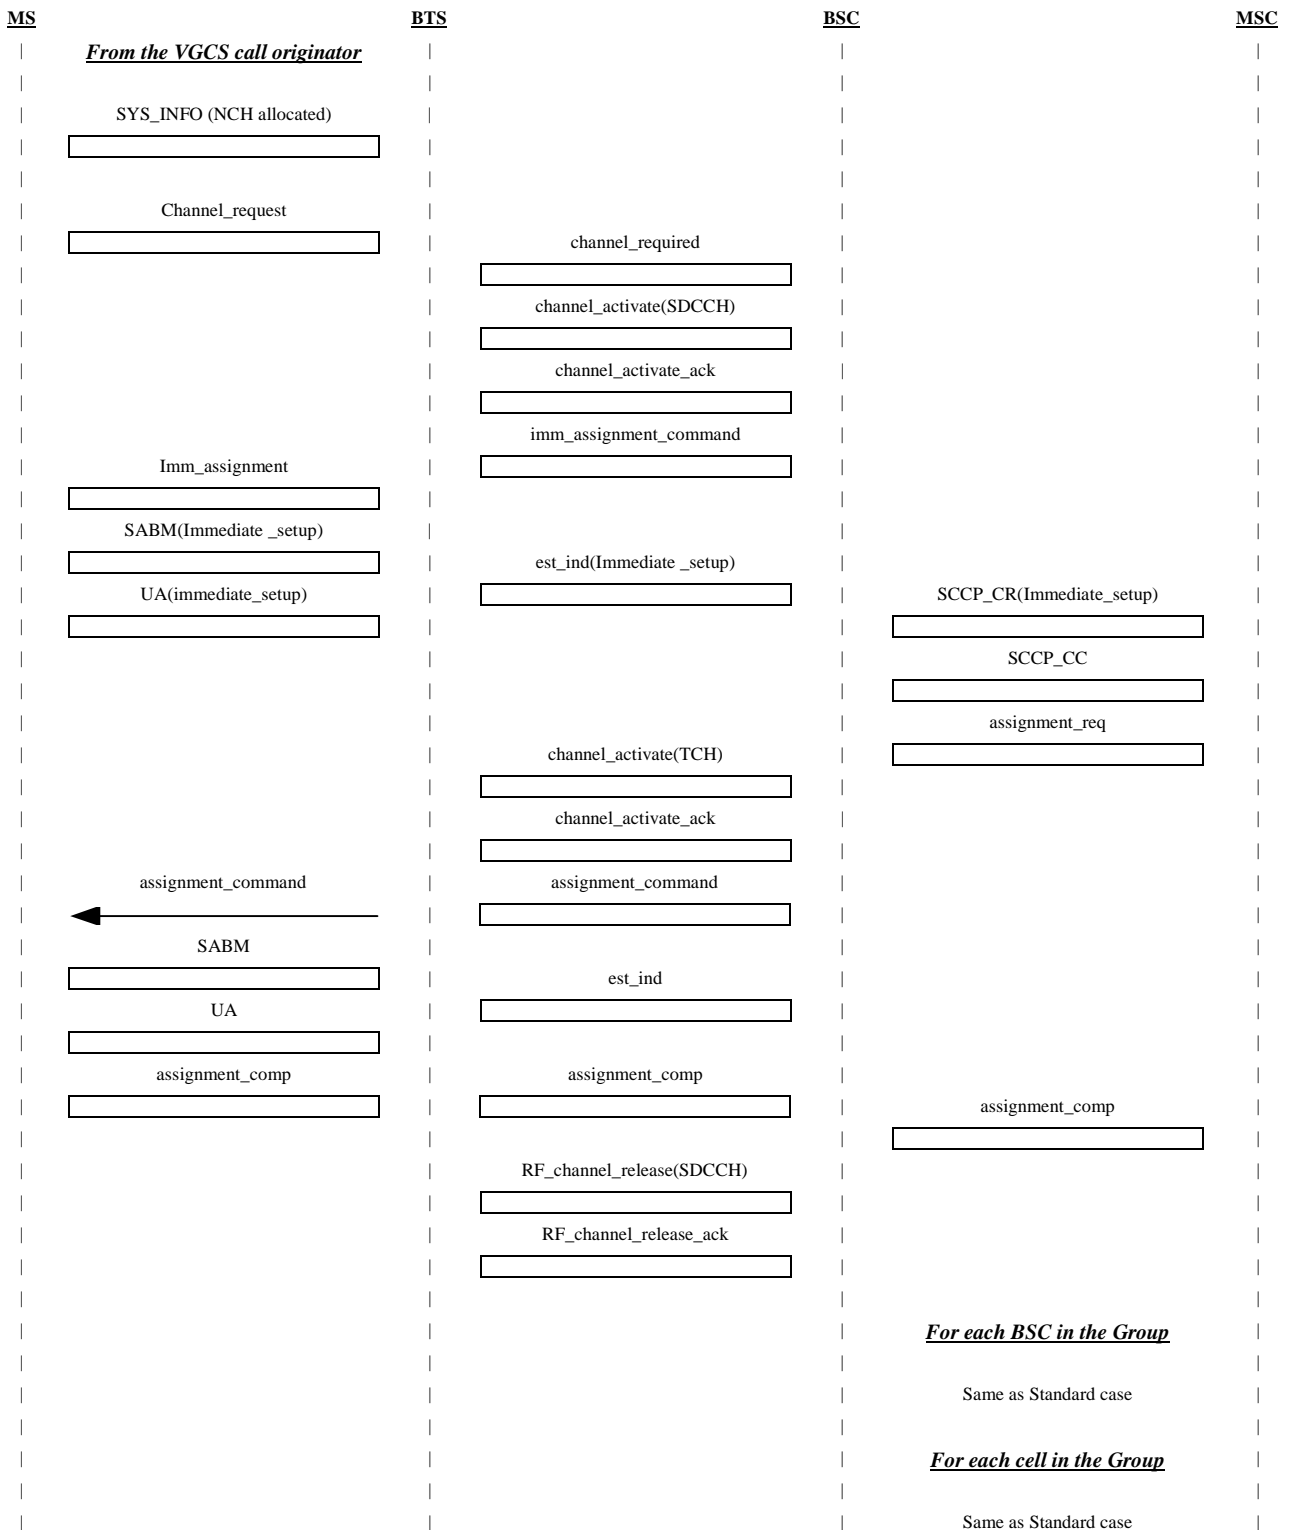 MS BTS BSC MSC
From the VGCS call originator
SYS_INFO (NCH allocated)
Channel_request
channel_required
channel_activate(SDCCH)
channel_activate_ack
imm_assignment_command
Imm_assignment
SABM(Immediate _setup)
est_ind(Immediate _setup)
UA(immediate_setup) SCCP_CR(Immediate_setup)
SCCP_CC
assignment_req
channel_activate(TCH)
channel_activate_ack
assignment_command assignment_command
SABM
est_ind
UA
assignment_comp assignment_comp
assignment_comp
RF_channel_release(SDCCH)
RF_channel_release_ack
For each BSC in the Group
Same as Standard case
For each cell in the Group
Same as Standard case